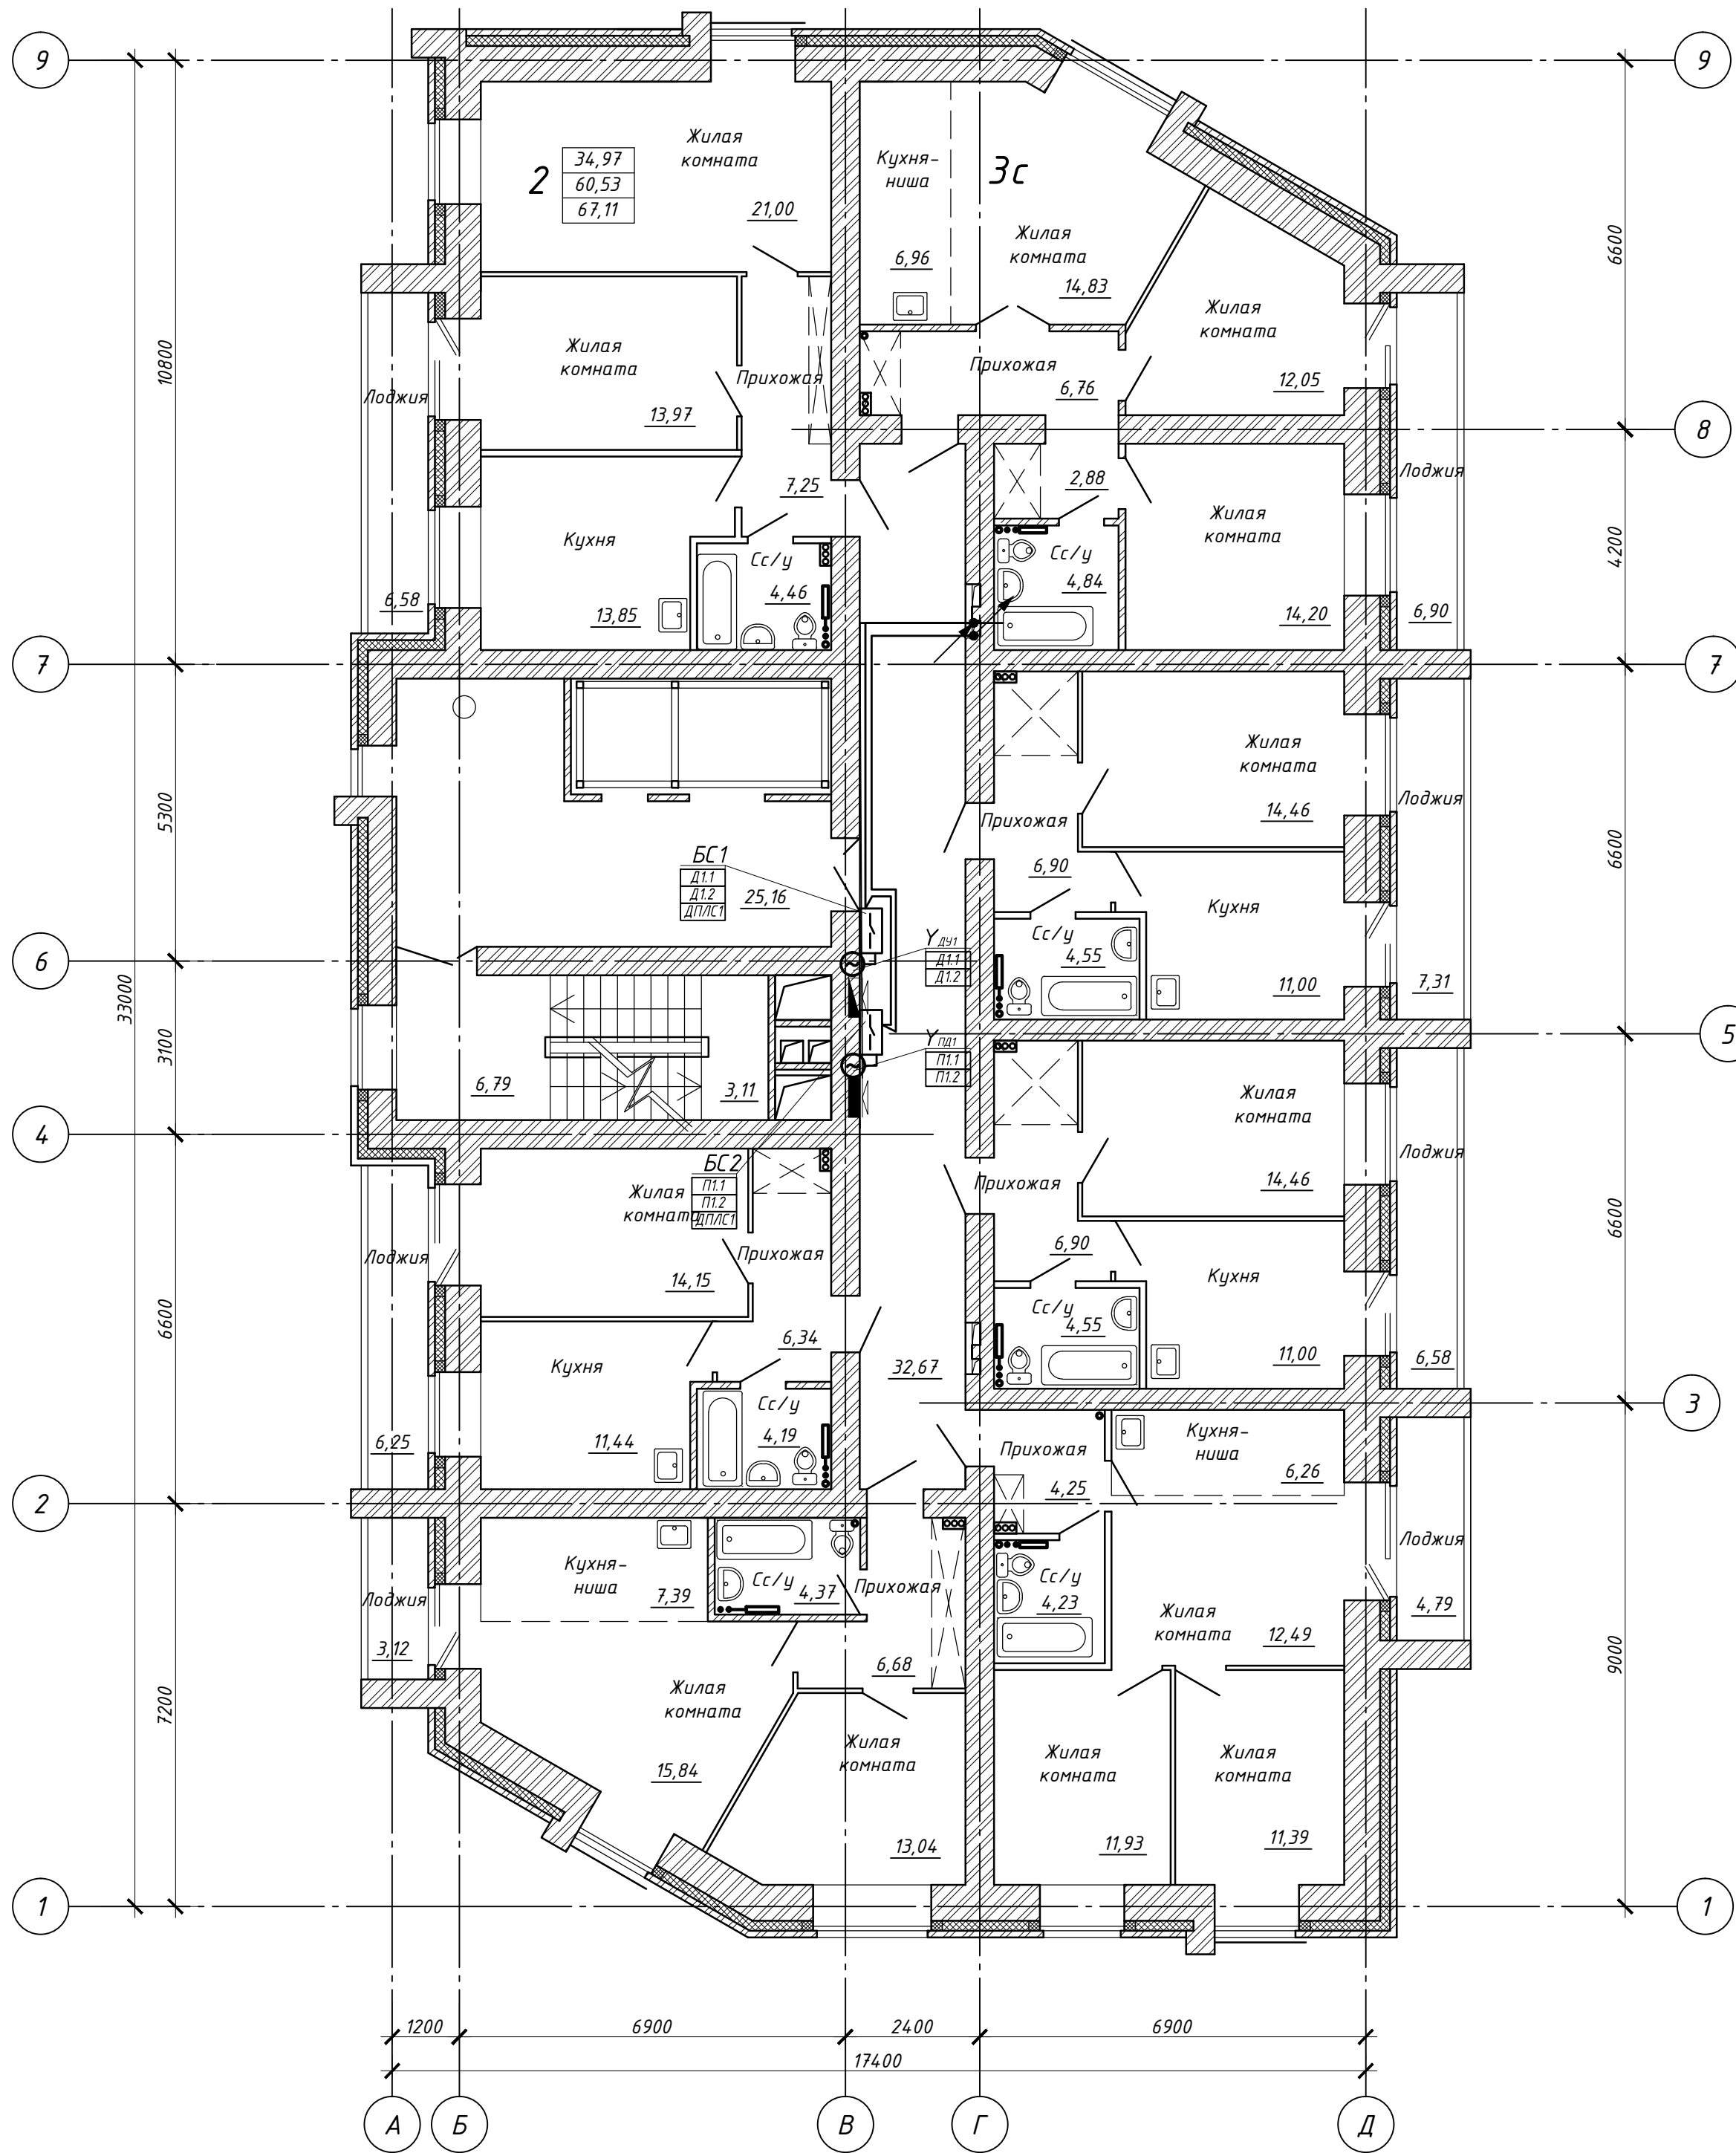 9
9
Жилая
комната
2
34,97
60,53
67,11
21,00
Кухня-
ниша
3с
6,96
Жилая
комната
14,83
6600
Жилая
комната
12,05
10800
Жилая
комната
Прихожая
13,97
Лоджия
Прихожая
6,76
8
Лоджия
7,25
2,88
Кухня
Сс/у
4,46
13,85
6,58
Сс/у
4,84
Жилая
комната
14,20
6,90
4200
7
7
5300
Жилая
комната
14,46
Лоджия
Прихожая
6,90
6600
БС1
Д1.1
Д1.2
ДПЛС1
25,16
Кухня
Сс/у
4,55
11,00
7,31
YДУ1
Д1.1
Д1.2
6
5
33000
3100
6,79
3,11
YПД1
П1.1
П1.2
Жилая
комната
14,46
Лоджия
4
БС2
П1.1
П1.2
ДПЛС1
Жилая
комната
14,15
Прихожая
Лоджия
Прихожая
6,90
6600
6600
Кухня
Сс/у
4,55
11,00
6,58
6,34
32,67
Кухня
Сс/у
4,19
11,44
6,25
3
Прихожая
4,25
Кухня-
ниша
6,26
2
Кухня-
ниша
7,39
Сс/у
4,37
Прихожая
6,68
Лоджия
3,12
Сс/у
4,23
Жилая
комната
12,49
Лоджия
4,79
9000
7200
Жилая
комната
15,84
Жилая
комната
13,04
Жилая
комната
11,93
Жилая
комната
11,39
1
1
1200
6900
2400
6900
17400
А
Б
В
Г
Д